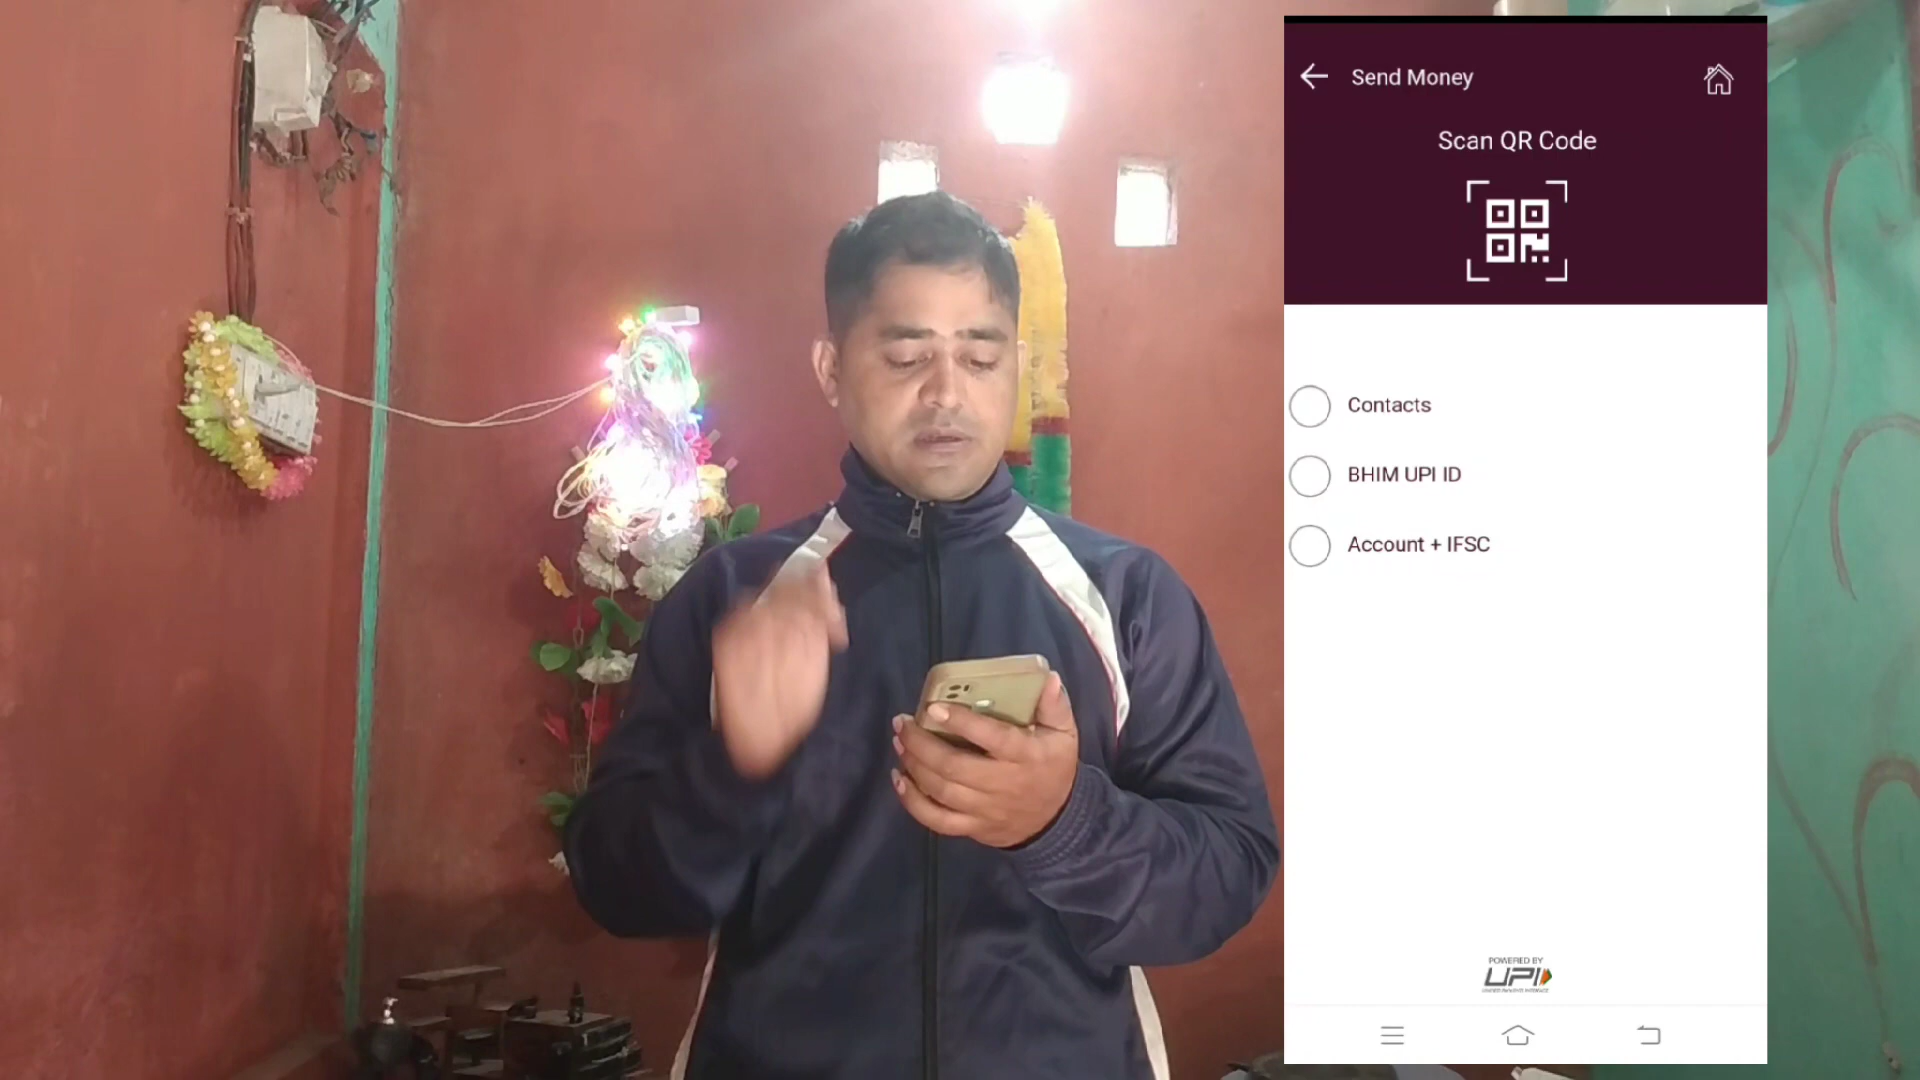 Send Money
Scan QR Code
Contacts
BHIM UPI ID
Account + IFSC
POWERED BY
UPI